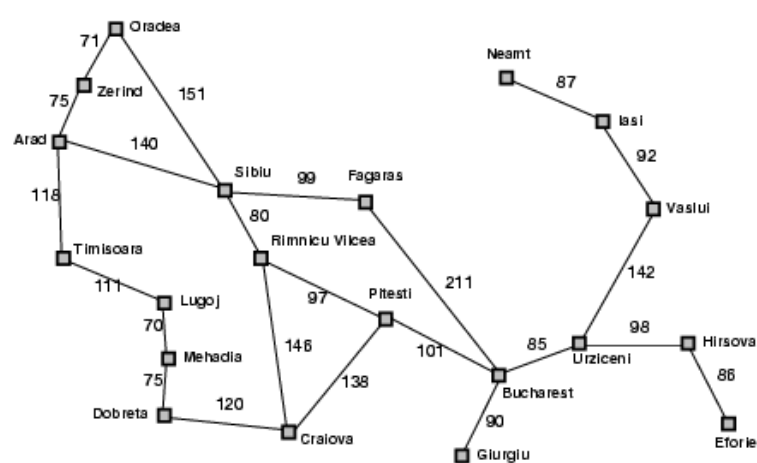 Oradea
71
Neamt
87
Zerind
151
75
Iasi
Arad
140
92
Sibiu
99
Fagaras
118
80
Vaslui
Rimnicu Vilcea
Timisoara
142
111
97
Pitesti
211
Lugoj
70
98
Hirsova
146
101
85
Urziceni
Mehadia
138
86
75
Bucharest
120
90
Dobreta
Craiova
Eforie
Giurgiu